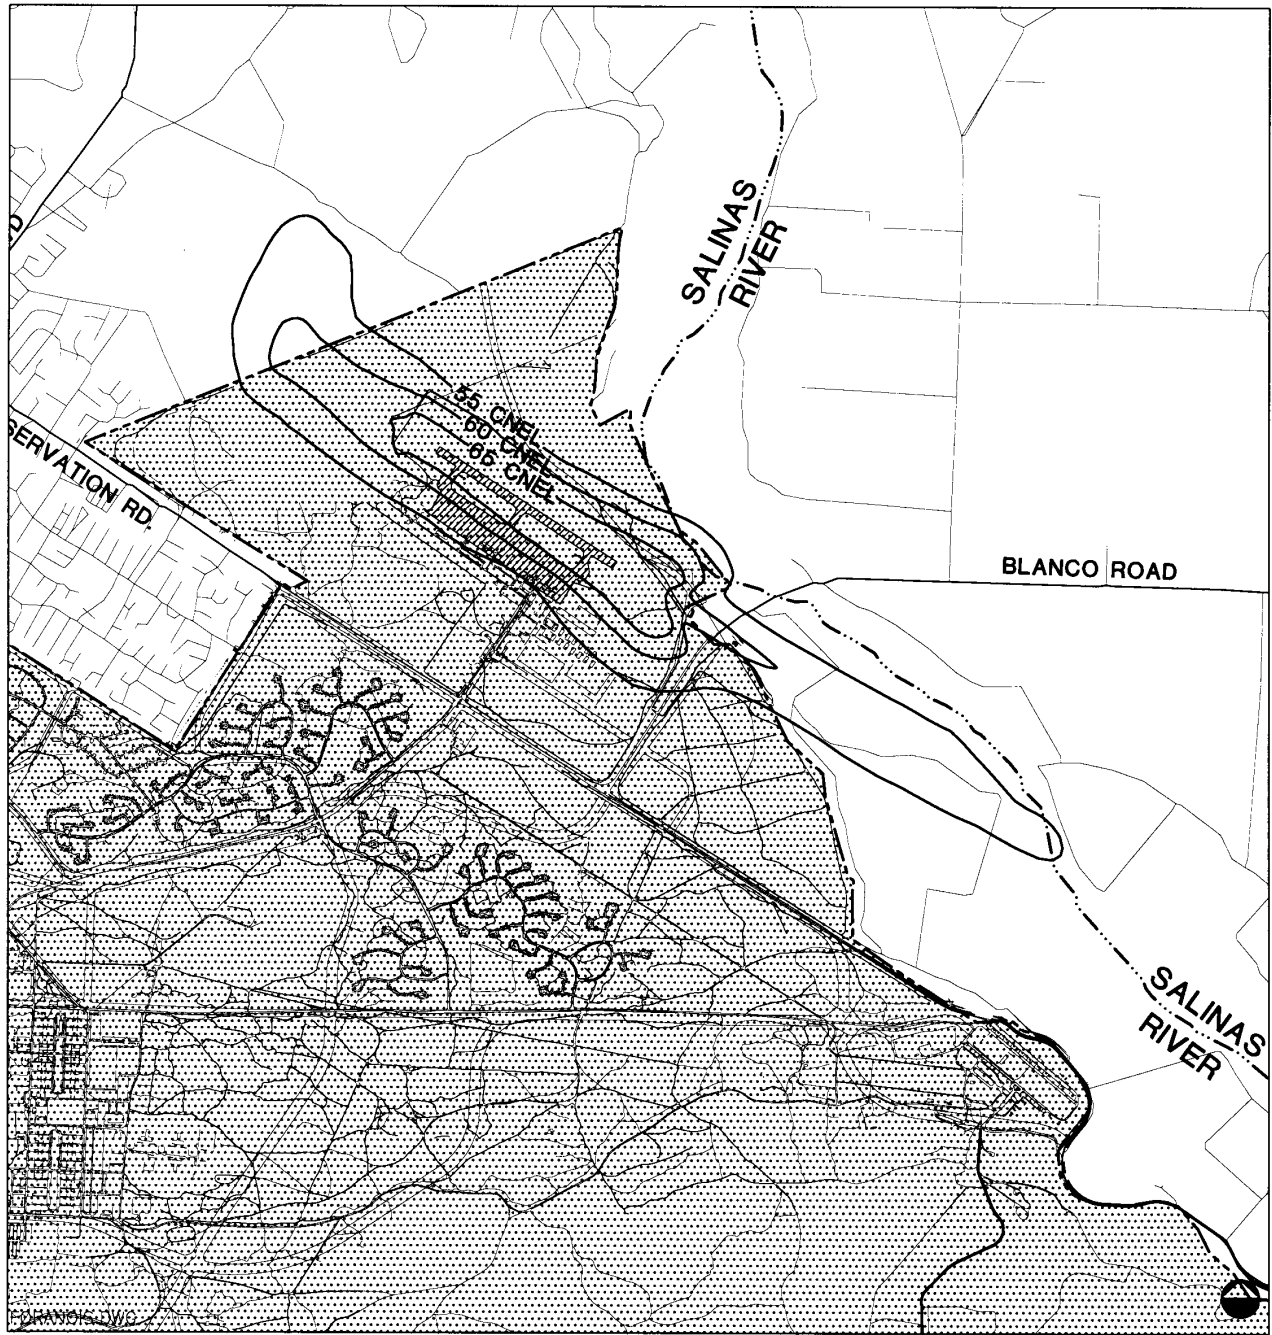 SALINAS
RIVER
55 CNEL
60 CNEL
65 CNEL
SERVATION RD.
BLANCO ROAD
SALINAS
RIVER